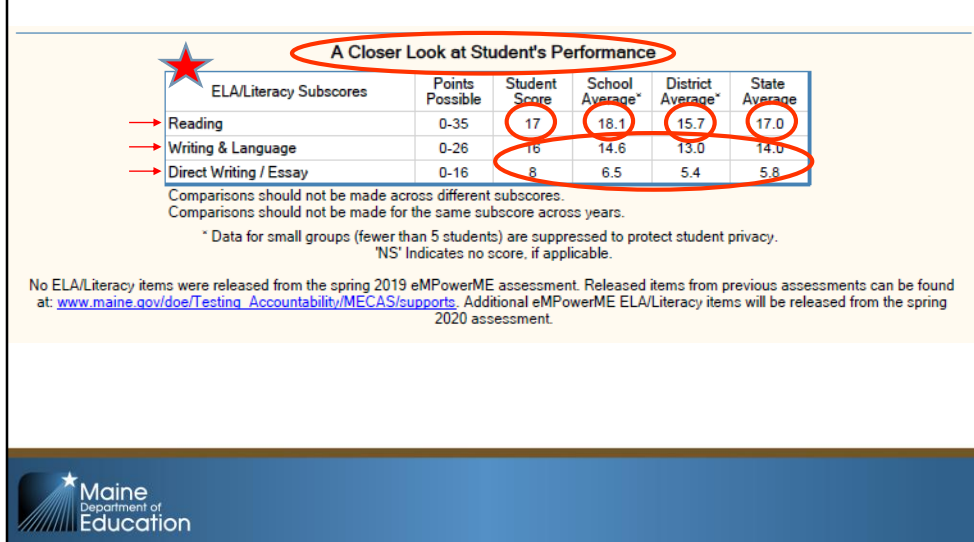 A Closer Look at Student's Performance
ELA/Literacy Subscores Points Possible Student Score School Average* District Average* State Average
Reading 0-35 17 18.1 15.7 17.0
Writing & Language 0-26 16 14.6 13.0 14.0
Direct Writing / Essay 0-16 8 6.5 5.4 5.8
Comparisons should not be made across different subscores.
Comparisons should not be made for the same subscore across years.
* Data for small groups (fewer than 5 students) are suppressed to protect student privacy.
'NS' Indicates no score, if applicable.
No ELA/Literacy items were released from the spring 2019 eMPowerME assessment. Released items from previous assessments can be found
at: www.maine.gov/doe/Testing_Accountability/MECAS/supports. Additional eMPowerME ELA/Literacy items will be released from the spring
2020 assessment.
Maine
Department of
Education